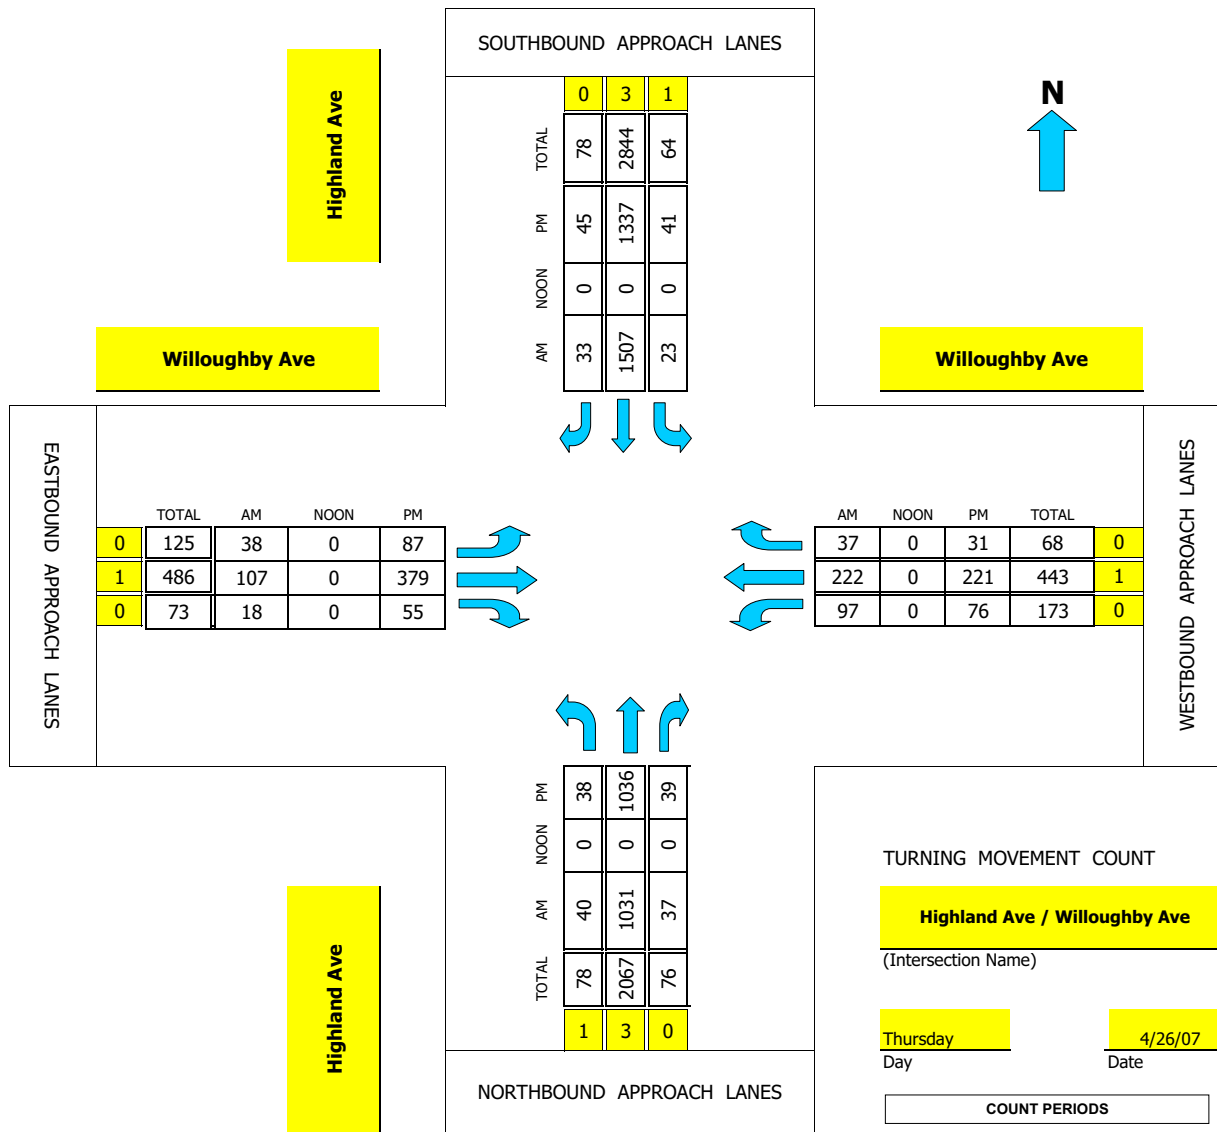 SOUTHBOUND APPROACH LANES
N
Highland Ave
0 3 1
TOTAL 78 2844 64
PM 45 1337 41
NOON 0 0 0
AM 33 1507 23
Willoughby Ave
Willoughby Ave
EASTBOUND APPROACH LANES
TOTAL AM NOON PM
0 125 38 0 87
1 486 107 0 379
0 73 18 0 55
AM NOON PM TOTAL
37 0 31 68 0
222 0 221 443 1
97 0 76 173 0
WESTBOUND APPROACH LANES
PM 38 1036 39
NOON 0 0 0
AM 40 1031 37
TOTAL 78 2067 76
1 3 0
Highland Ave
NORTHBOUND APPROACH LANES
TURNING MOVEMENT COUNT
Highland Ave / Willoughby Ave
(Intersection Name)
Thursday 4/26/07
Day Date
COUNT PERIODS